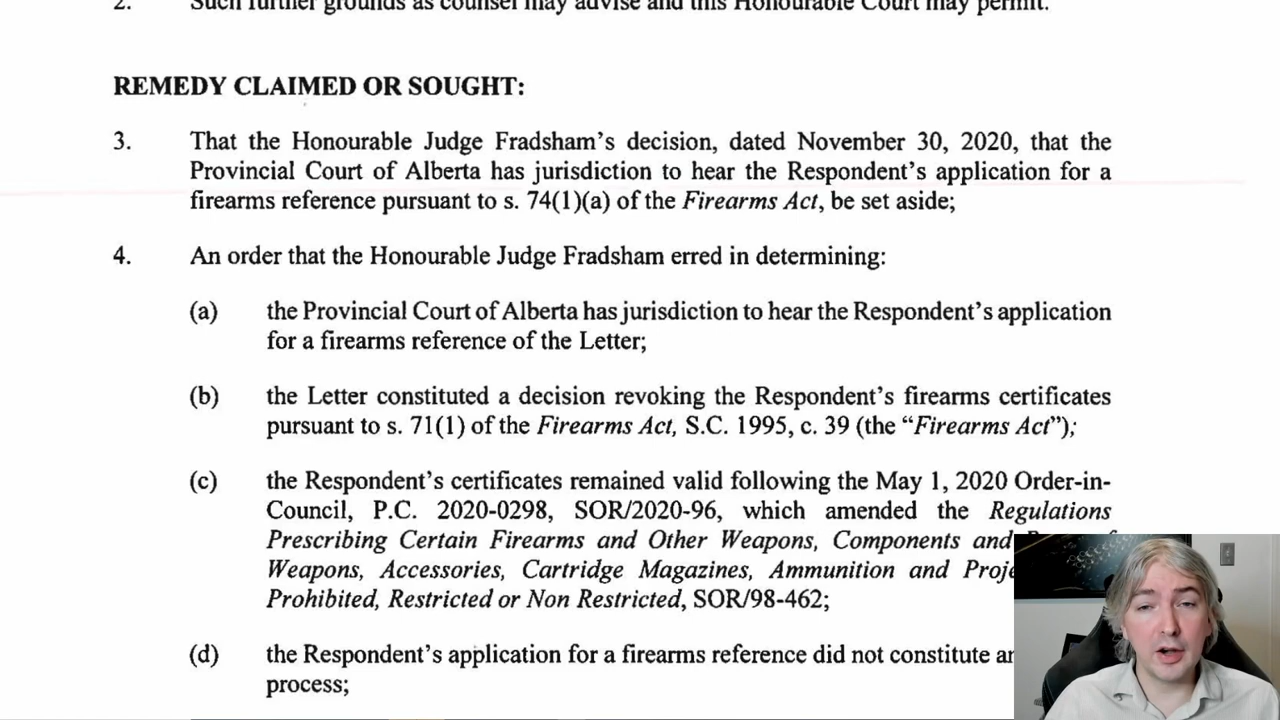 2. Such further grounds as counsel may advise and this Honourable Court may permit.
REMEDY CLAIMED OR SOUGHT:
3. That the Honourable Judge Fradsham's decision, dated November 30, 2020, that the
Provincial Court of Alberta has jurisdiction to hear the Respondent's application for a
firearms reference pursuant to s. 74(1)(a) of the Firearms Act, be set aside;
4. An order that the Honourable Judge Fradsham erred in determining:
(a) the Provincial Court of Alberta has jurisdiction to hear the Respondent's application
for a firearms reference of the Letter;
(b) the Letter constituted a decision revoking the Respondent's firearms certificates
pursuant to s. 71(1) of the Firearms Act, S.C. 1995, c. 39 (the “Firearms Act”);
(c) the Respondent's certificates remained valid following the May 1, 2020 Order-in-
Council, P.C. 2020-0298, SOR/2020-96, which amended the Regulations
Prescribing Certain Firearms and Other Weapons, Components and
Weapons, Accessories, Cartridge Magazines, Ammunition and
Prohibited, Restricted or Non Restricted, SOR/98-462;
(d) the Respondent's application for a firearms reference did not constitute
process;